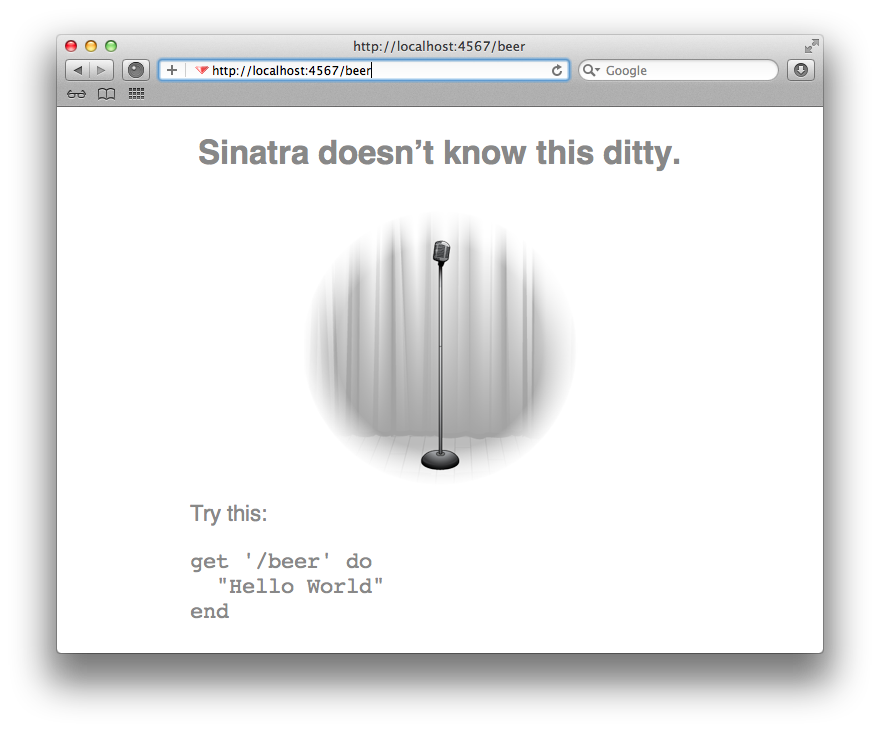 http://localhost:4567/beer
http://localhost:4567/beer
Google
Sinatra doesn’t know this ditty.
Try this:
get '/beer' do
  "Hello World"
end